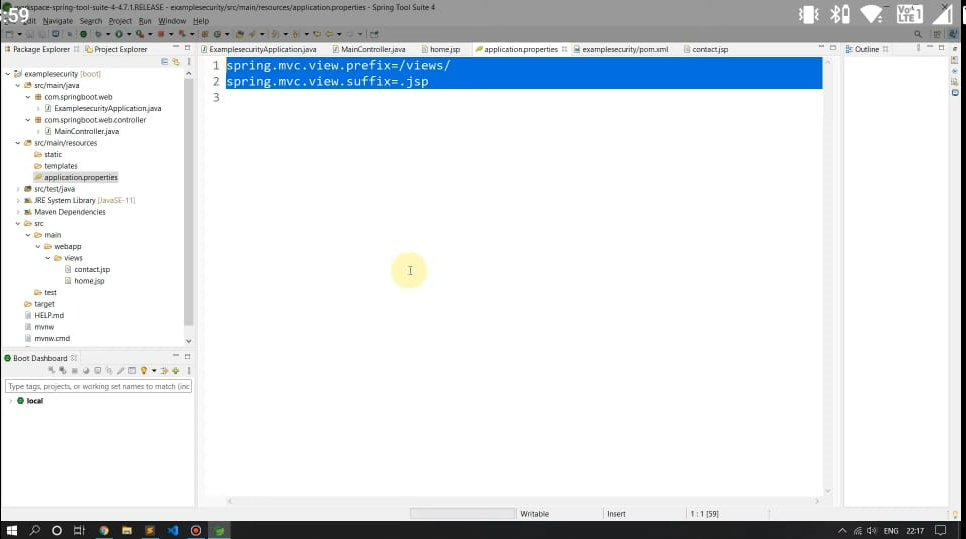 :59
workspace-spring-tool-suite-4-4.7.1.RELEASE - examplesecurity/src/main/resources/application.properties - Spring Tool Suite 4
Edit Navigate Search Project Run Window Help
Package Explorer
Project Explorer
ExamplesecurityApplication.java
MainController.java
home.jsp
application.properties
examplesecurity/pom.xml
contact.jsp
Outline
examplesecurity [boot]
src/main/java
com.springboot.web
ExamplesecurityApplication.java
com.springboot.web.controller
MainController.java
src/main/resources
static
templates
application.properties
src/test/java
JRE System Library [JavaSE-11]
Maven Dependencies
src
main
webapp
views
contact.jsp
home.jsp
test
target
HELP.md
mvnw
mvnw.cmd
1 spring.mvc.view.prefix=/views/
2 spring.mvc.view.suffix=.jsp
3
Boot Dashboard
Type tags, projects, or working set names to match (inc
local
Writable
Insert
1 : 1 [59]
ENG
22:17